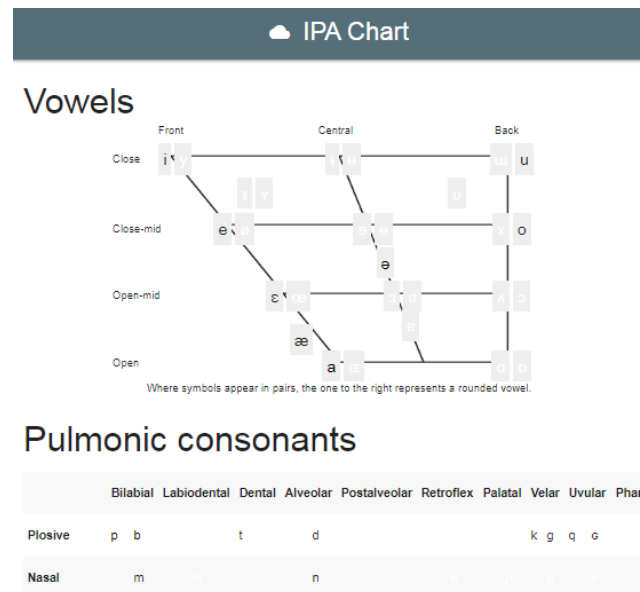 IPA Chart
Vowels
Front Central Back
Close i y ɨ ʉ ɯ u
ɪ ʏ ʊ
Close-mid e ø ɘ ɵ ɤ o
ə
Open-mid ɛ œ ɜ ɞ ʌ ɔ
æ ɐ
Open a ɶ ɑ ɒ
Where symbols appear in pairs, the one to the right represents a rounded vowel.
Pulmonic consonants
Bilabial Labiodental Dental Alveolar Postalveolar Retroflex Palatal Velar Uvular Phar
Plosive p b t d k g q ɢ
Nasal m n